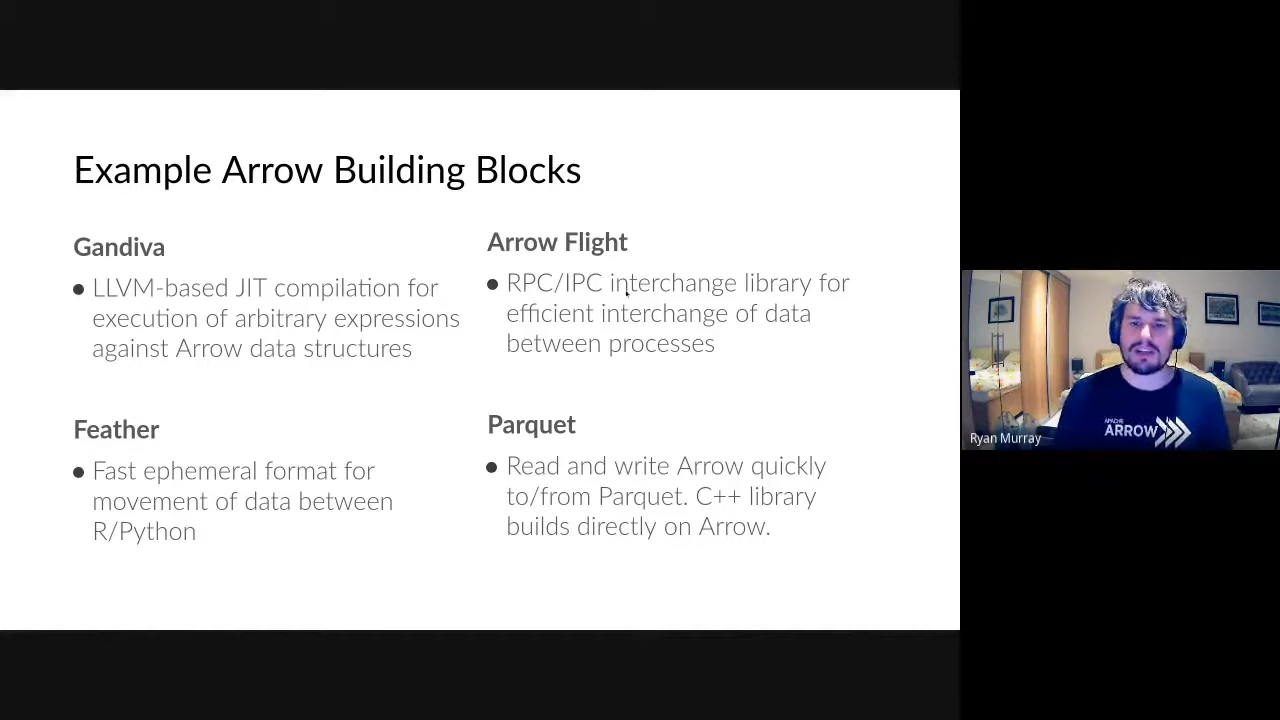 Example Arrow Building Blocks
Gandiva
● LLVM-based JIT compilation for
execution of arbitrary expressions
against Arrow data structures
Arrow Flight
● RPC/IPC interchange library for
efficient interchange of data
between processes
Feather
● Fast ephemeral format for
movement of data between
R/Python
Parquet
● Read and write Arrow quickly
to/from Parquet. C++ library
builds directly on Arrow.
APACHE
ARROW
Ryan Murray